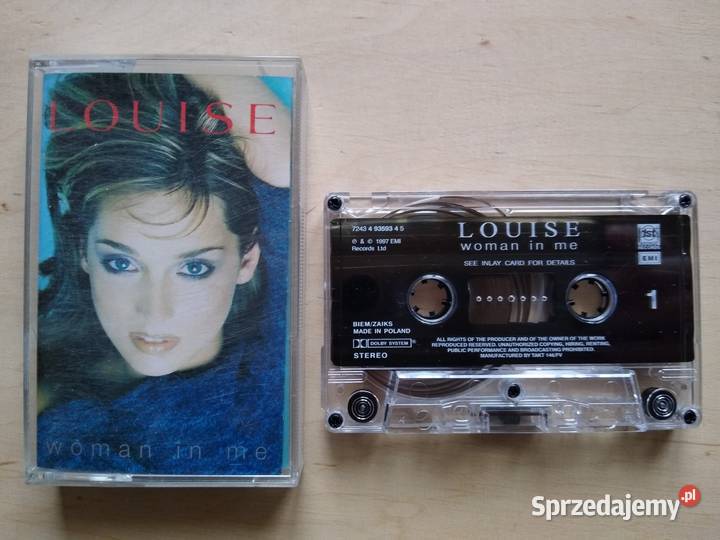 LOUISE
woman in me
7243 4 93693 4 5
℗ & © 1997 EMI
Records Ltd
LOUISE
woman in me
SEE INLAY CARD FOR DETAILS
1st
EMI
1
BIEM/ZAIKS
MADE IN POLAND
DOLBY SYSTEM
STEREO
ALL RIGHTS OF THE PRODUCER AND OF THE OWNER OF THE WORK
REPRODUCED RESERVED. UNAUTHORIZED COPYING, HIRING, RENTING,
PUBLIC PERFORMANCE AND BROADCASTING PROHIBITED.
MANUFACTURED BY TAKT 146/FV
Sprzedajemy.pl